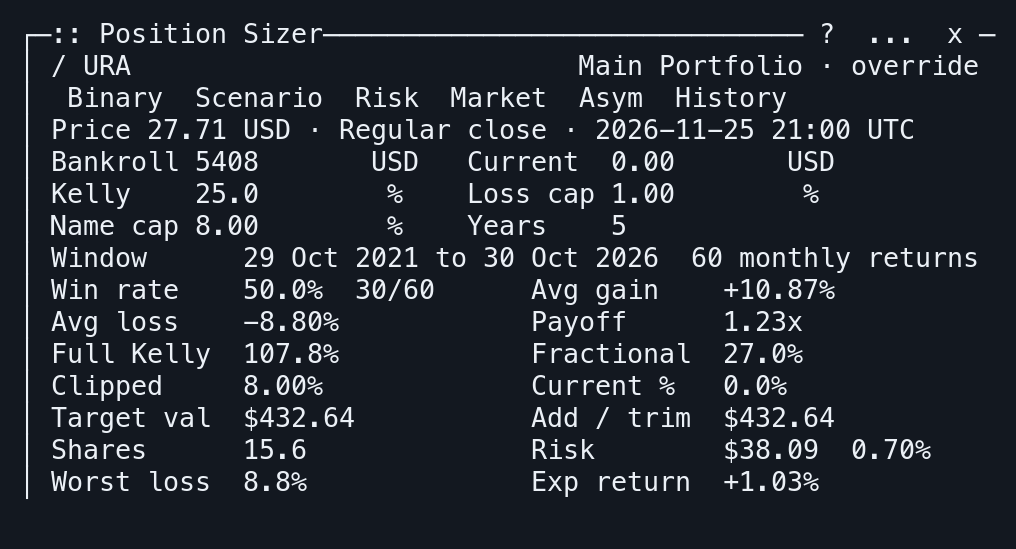 :: Position Sizer ? ... x
/ URA Main Portfolio · override
Binary Scenario Risk Market Asym History
Price 27.71 USD · Regular close · 2026−11−25 21:00 UTC
Bankroll 5408 USD Current 0.00 USD
Kelly 25.0 % Loss cap 1.00 %
Name cap 8.00 % Years 5
Window 29 Oct 2021 to 30 Oct 2026 60 monthly returns
Win rate 50.0% 30/60 Avg gain +10.87%
Avg loss −8.80% Payoff 1.23x
Full Kelly 107.8% Fractional 27.0%
Clipped 8.00% Current % 0.0%
Target val $432.64 Add / trim $432.64
Shares 15.6 Risk $38.09 0.70%
Worst loss 8.8% Exp return +1.03%